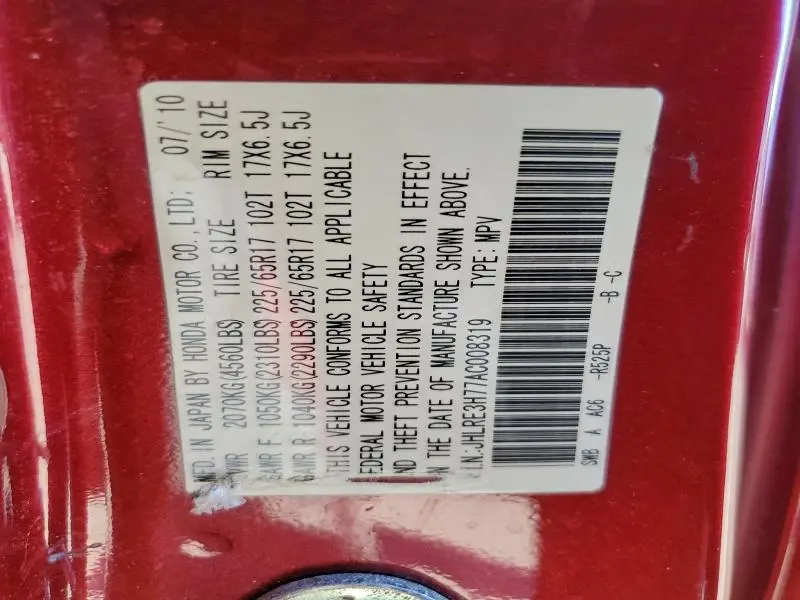 MFD. IN JAPAN BY HONDA MOTOR CO.,LTD; 07/'10
VWR 2070KG(4560LBS) TIRE SIZE RIM SIZE
GAWR F 1050KG(2310LBS) 225/65R17 102T 17X6.5J
GAWR R 1040KG(2290LBS) 225/65R17 102T 17X6.5J
THIS VEHICLE CONFORMS TO ALL APPLICABLE
FEDERAL MOTOR VEHICLE SAFETY
ND THEFT PREVENTION STANDARDS IN EFFECT
N THE DATE OF MANUFACTURE SHOWN ABOVE.
V.I.N.:JHLRE3H77AC008319 TYPE: MPV
SWB A AC6 -R525P -B -C